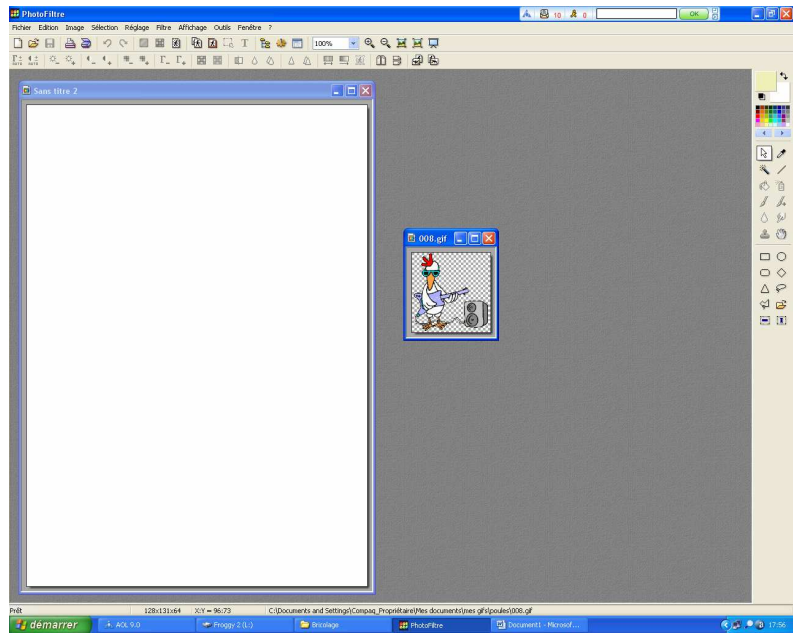 PhotoFiltre
10 0 OK
Fichier Edition Image Sélection Réglage Filtre Affichage Outils Fenêtre ?
100%
Sans titre 2
008.gif
Prêt 128x131x64 X:Y = 96:73 C:\Documents and Settings\Compaq_Propriétaire\Mes documents\mes gifs\poules\008.gif
démarrer AOL 9.0 Froggy 2 (L:) Bricolage PhotoFiltre Document1 - Microsof... 17:56